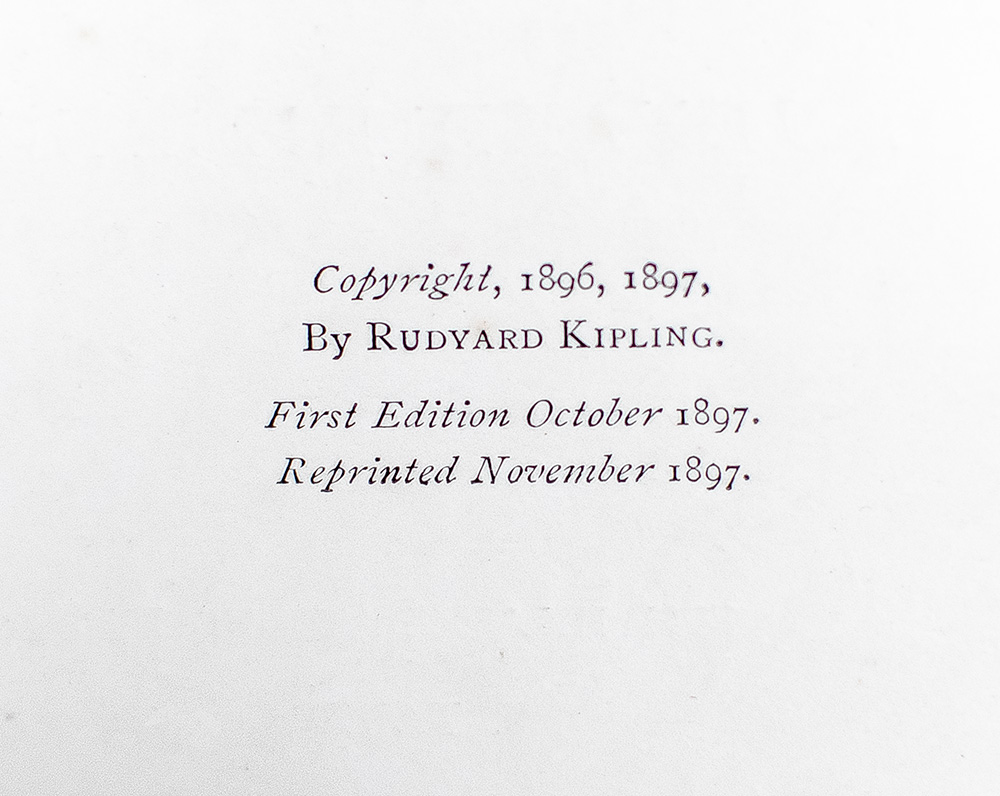 Copyright, 1896, 1897,
By Rudyard Kipling.
First Edition October 1897.
Reprinted November 1897.